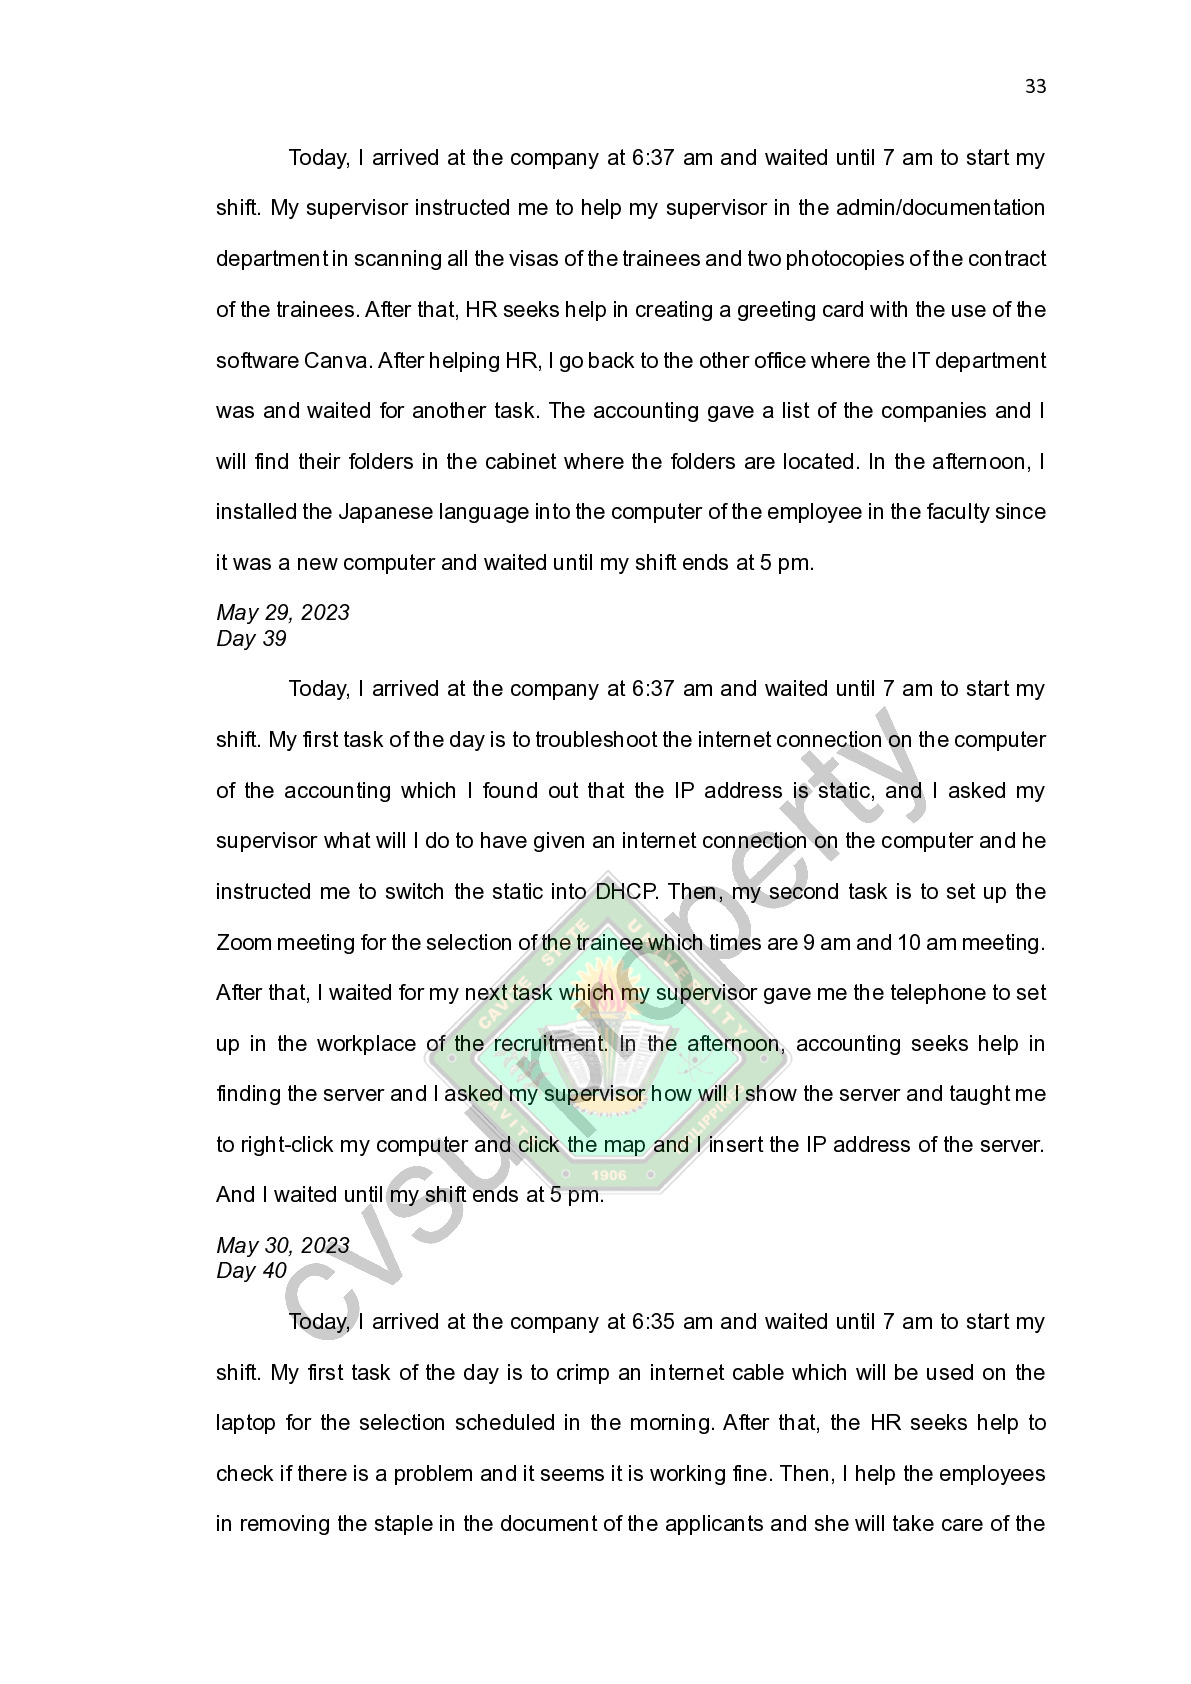 33
Today, I arrived at the company at 6:37 am and waited until 7 am to start my
shift. My supervisor instructed me to help my supervisor in the admin/documentation
department in scanning all the visas of the trainees and two photocopies of the contract
of the trainees. After that, HR seeks help in creating a greeting card with the use of the
software Canva. After helping HR, I go back to the other office where the IT department
was and waited for another task. The accounting gave a list of the companies and I
will find their folders in the cabinet where the folders are located. In the afternoon, I
installed the Japanese language into the computer of the employee in the faculty since
it was a new computer and waited until my shift ends at 5 pm.
May 29, 2023
Day 39
Today, I arrived at the company at 6:37 am and waited until 7 am to start my
shift. My first task of the day is to troubleshoot the internet connection on the computer
of the accounting which I found out that the IP address is static, and I asked my
supervisor what will I do to have given an internet connection on the computer and he
instructed me to switch the static into DHCP. Then, my second task is to set up the
Zoom meeting for the selection of the trainee which times are 9 am and 10 am meeting.
After that, I waited for my next task which my supervisor gave me the telephone to set
up in the workplace of the recruitment. In the afternoon, accounting seeks help in
finding the server and I asked my supervisor how will I show the server and taught me
to right-click my computer and click the map and I insert the IP address of the server.
And I waited until my shift ends at 5 pm.
May 30, 2023
Day 40
Today, I arrived at the company at 6:35 am and waited until 7 am to start my
shift. My first task of the day is to crimp an internet cable which will be used on the
laptop for the selection scheduled in the morning. After that, the HR seeks help to
check if there is a problem and it seems it is working fine. Then, I help the employees
in removing the staple in the document of the applicants and she will take care of the
cvsu property
CAVITE STATE UNIVERSITY
CAVITE
PHILIPPINES
1906